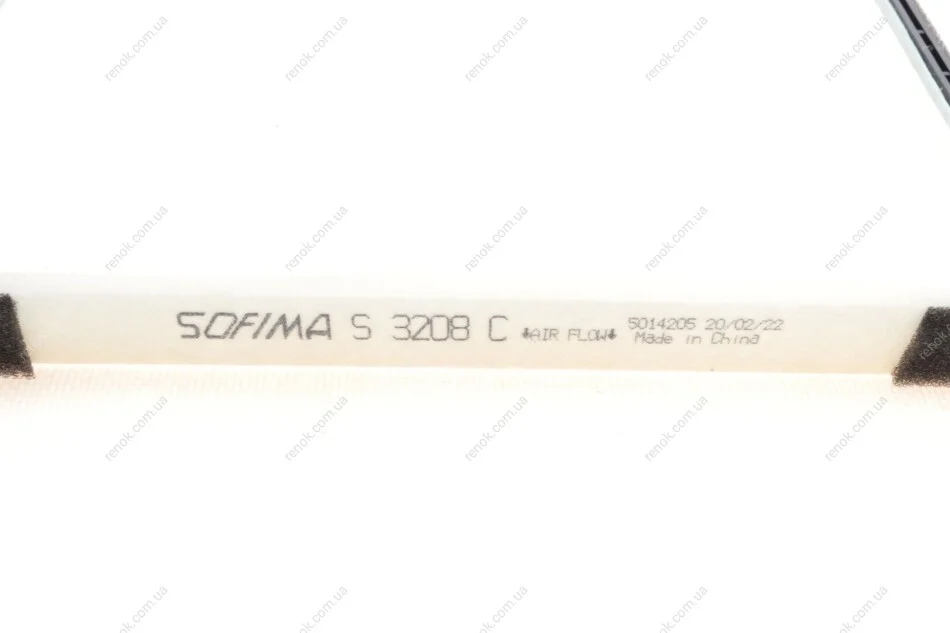 SOFIMA S 3208 C ↓AIR FLOW↓ 5014205 20/02/22
Made in China
renok.com.ua